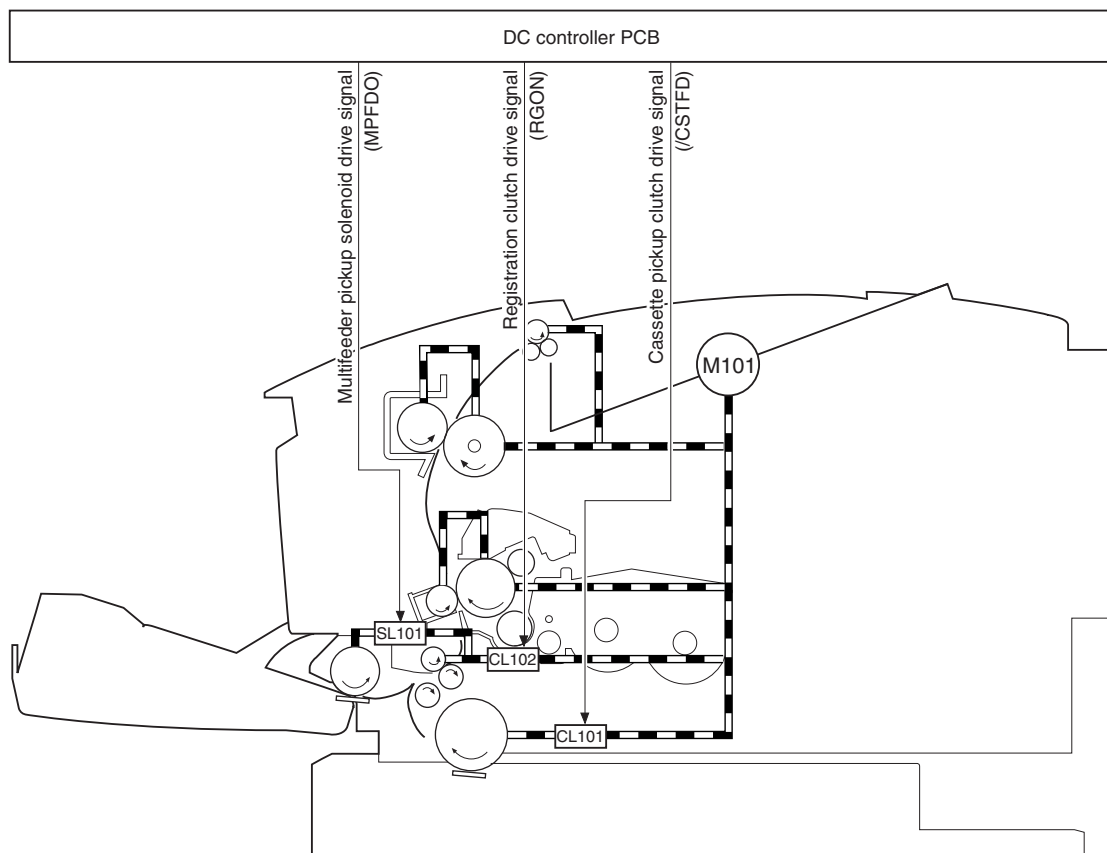 DC controller PCB
Multifeeder pickup solenoid drive signal
(MPFDO)
Registration clutch drive signal
(RGON)
Cassette pickup clutch drive signal
(/CSTFD)
M101
SL101
CL102
CL101